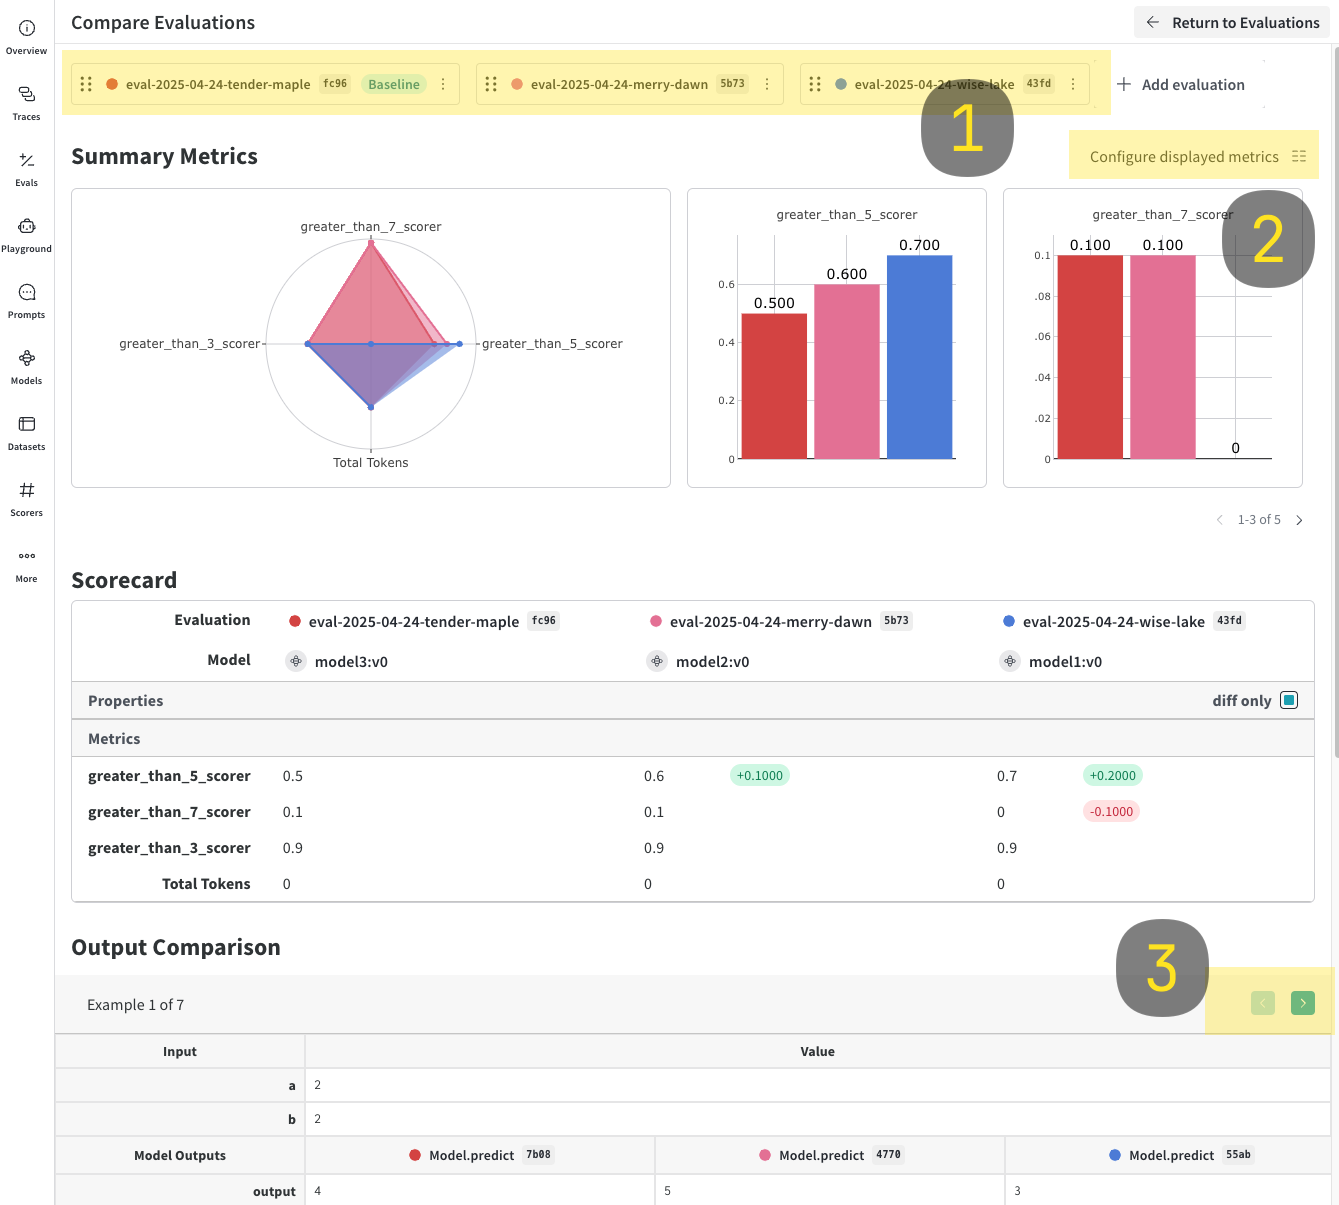 Compare Evaluations
Return to Evaluations
Overview
Traces
Evals
Playground
Prompts
Models
Datasets
Scorers
More
eval-2025-04-24-tender-maple fc96 Baseline
eval-2025-04-24-merry-dawn 5b73
eval-2025-04-24-wise-lake 43fd
Add evaluation
1
Summary Metrics
Configure displayed metrics
2
greater_than_7_scorer
greater_than_3_scorer
greater_than_5_scorer
Total Tokens
greater_than_5_scorer
0.700
0.600
0.500
0.6
0.4
0.2
0
greater_than_7_scorer
0.100 0.100
0
0.1
.08
.06
.04
.02
0
1-3 of 5
Scorecard
Evaluation eval-2025-04-24-tender-maple fc96 eval-2025-04-24-merry-dawn 5b73 eval-2025-04-24-wise-lake 43fd
Model model3:v0 model2:v0 model1:v0
Properties diff only
Metrics
greater_than_5_scorer 0.5 0.6 +0.1000 0.7 +0.2000
greater_than_7_scorer 0.1 0.1 0 -0.1000
greater_than_3_scorer 0.9 0.9 0.9
Total Tokens 0 0 0
Output Comparison
3
Example 1 of 7
Input Value
a 2
b 2
Model Outputs Model.predict 7b08 Model.predict 4770 Model.predict 55ab
output 4 5 3